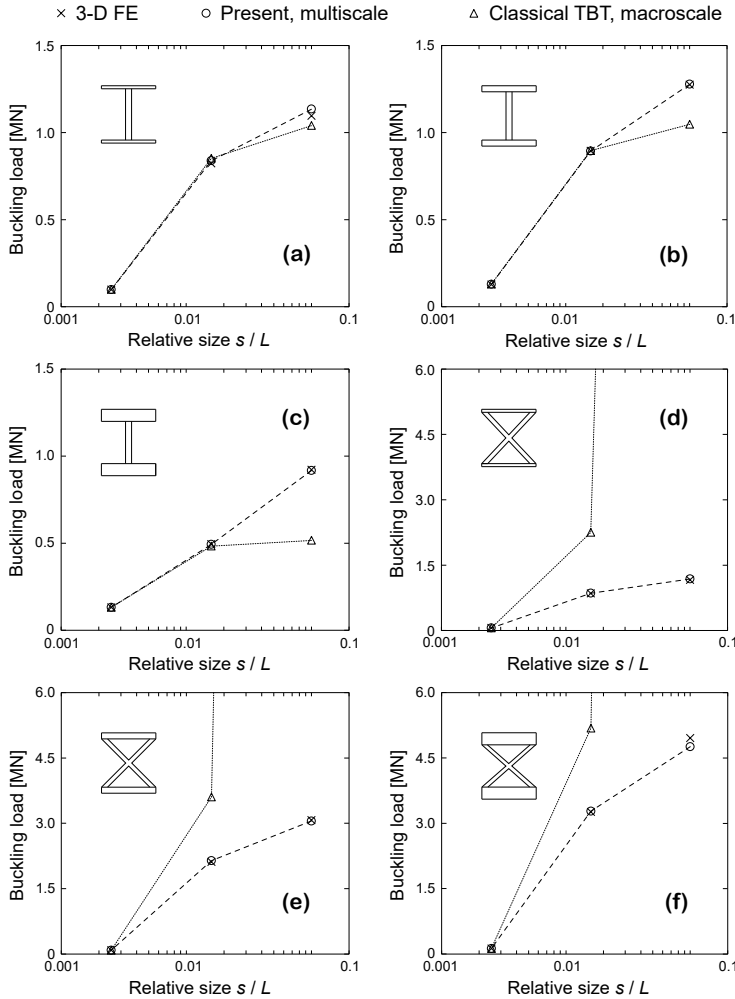 × 3-D FE ○ Present, multiscale △ Classical TBT, macroscale
1.5
1.0
0.5
0
Buckling load [MN]
(a)
0.001 0.01 0.1
Relative size s / L
1.5
1.0
0.5
0
Buckling load [MN]
(b)
0.001 0.01 0.1
Relative size s / L
1.5
1.0
0.5
0
Buckling load [MN]
(c)
0.001 0.01 0.1
Relative size s / L
6.0
4.5
3.0
1.5
0
Buckling load [MN]
(d)
0.001 0.01 0.1
Relative size s / L
6.0
4.5
3.0
1.5
0
Buckling load [MN]
(e)
0.001 0.01 0.1
Relative size s / L
6.0
4.5
3.0
1.5
0
Buckling load [MN]
(f)
0.001 0.01 0.1
Relative size s / L